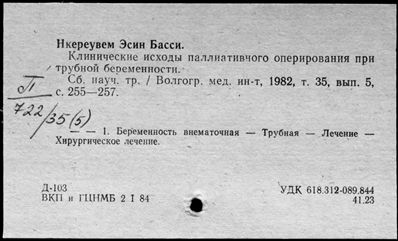 Нкереувем Эсин Басси.
Клинические исходы паллиативчого оперирования при
трубной беременности.
Сб. науч. тр. / Волгогр. мед. ин-т, 1982, т. 35, вып. 5,
с. 255—257.
П
722/35(5)
— — 1. Беременность внематочная — Трубная — Лечение —
Хирургическое лечение.
Д-103
ВКП и ГЦНМБ 2 I 84
УДК 618.312-089.844
41.23